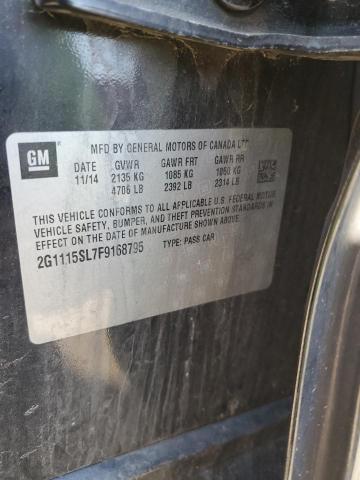 GM
MFD BY GENERAL MOTORS OF CANADA LTD
DATE GVWR GAWR FRT GAWR RR
11/14 2135 KG 1085 KG 1050 KG
4706 LB 2392 LB 2314 LB
THIS VEHICLE CONFORMS TO ALL APPLICABLE U.S. FEDERAL MOTOR
VEHICLE SAFETY, BUMPER, AND THEFT PREVENTION STANDARDS
IN EFFECT ON THE DATE OF MANUFACTURE SHOWN ABOVE.
2G1115SL7F9168795 TYPE: PASS CAR